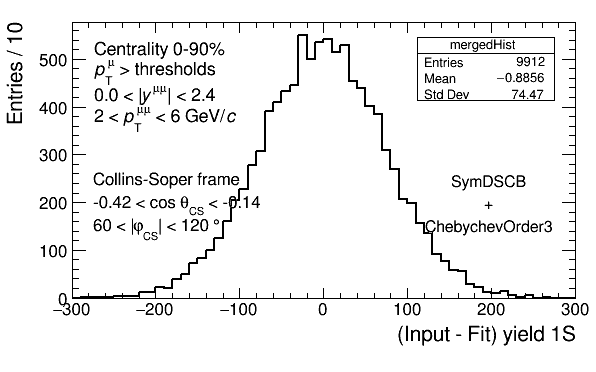 Entries / 10
500
400
300
200
100
0
Centrality 0-90%
p_T^μ > thresholds
0.0 < |y^μμ| < 2.4
2 < p_T^μμ < 6 GeV/c
Collins-Soper frame
-0.42 < cos θ_CS < -0.14
60 < |φ_CS| < 120 °
mergedHist
Entries 9912
Mean −0.8856
Std Dev 74.47
SymDSCB
+
ChebychevOrder3
−300 −200 −100 0 100 200 300
(Input - Fit) yield 1S